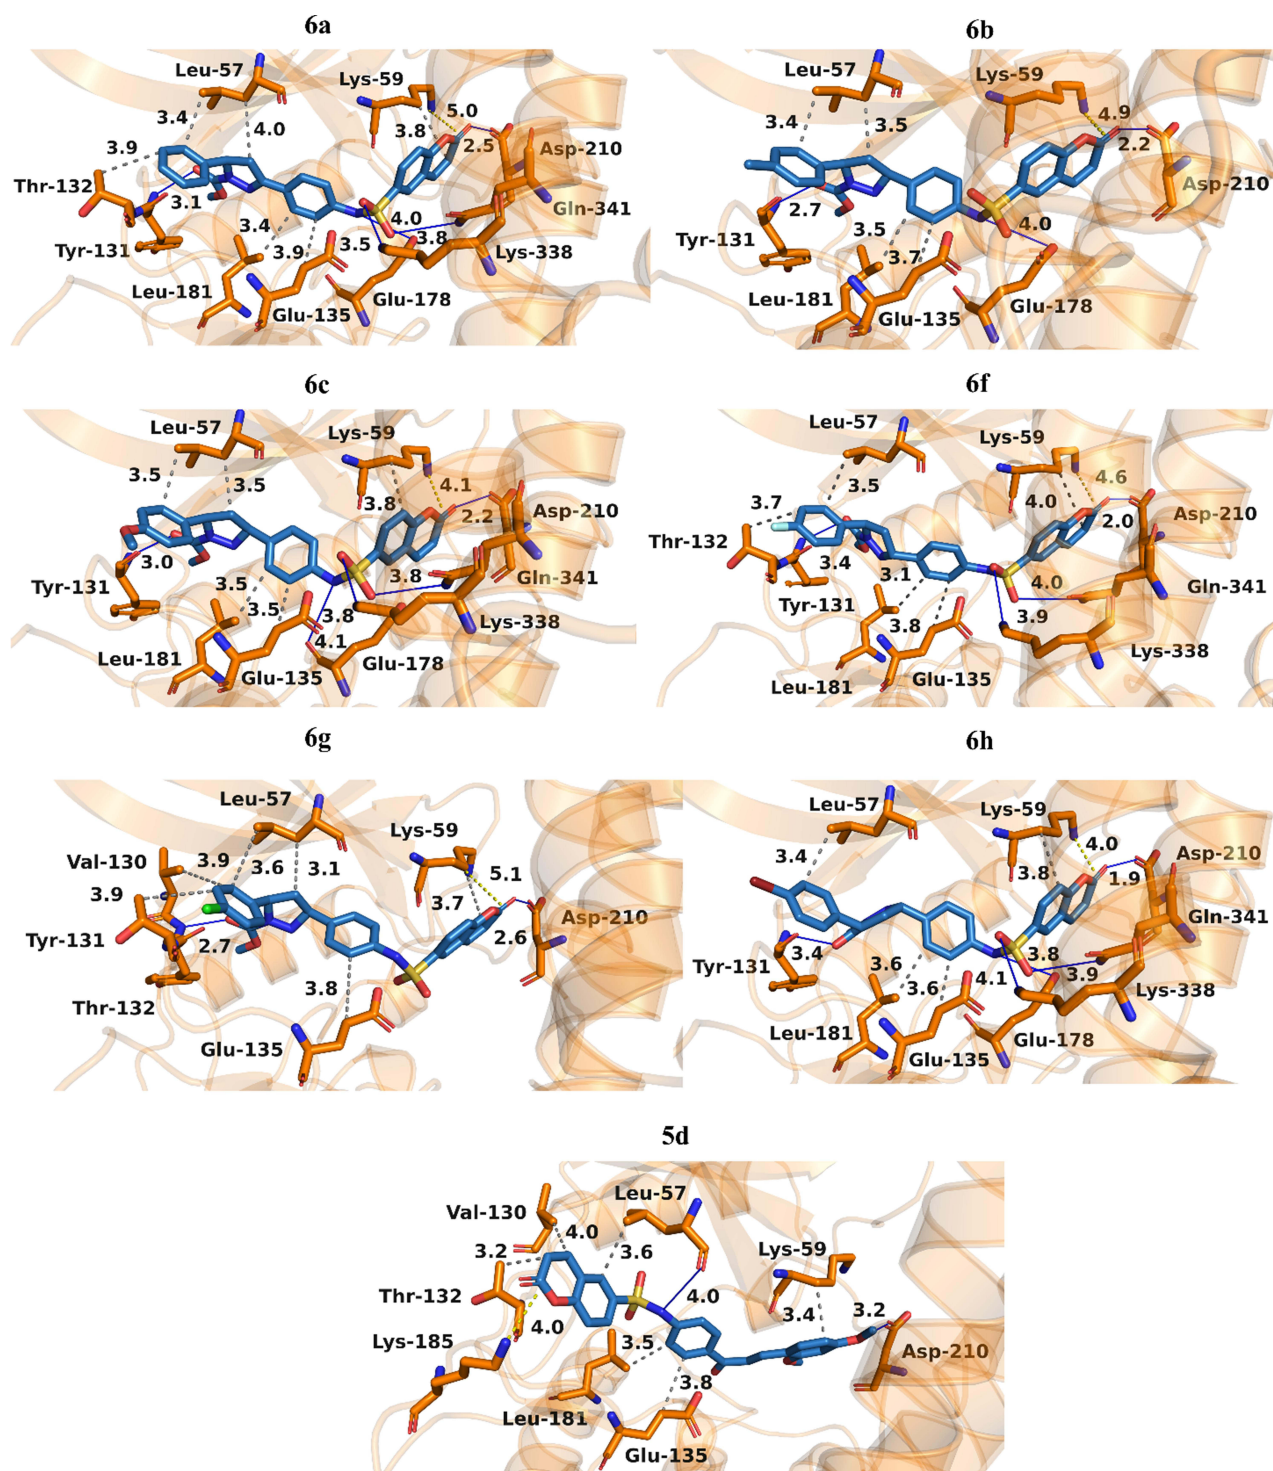 6a
Leu-57
Lys-59
5.0
3.4
4.0
3.8
2.5
3.9
Asp-210
Thr-132
3.1
Gln-341
3.4
4.0
Tyr-131
3.9
3.5
3.8
Lys-338
Leu-181
Glu-135
Glu-178
6b
Leu-57
Lys-59
4.9
3.4
3.5
2.2
Asp-210
2.7
4.0
Tyr-131
3.5
3.7
Leu-181
Glu-135
Glu-178
6c
Leu-57
Lys-59
3.5
3.5
4.1
3.8
2.2
Asp-210
3.0
3.8
Gln-341
Tyr-131
3.5
3.5
3.8
Lys-338
4.1
Leu-181
Glu-135
Glu-178
6f
Leu-57
Lys-59
3.7
3.5
4.6
4.0
2.0
Asp-210
Thr-132
3.4
3.1
4.0
Gln-341
Tyr-131
3.8
3.9
Lys-338
Leu-181
Glu-135
6g
Leu-57
Lys-59
Val-130
3.9
3.6
3.1
5.1
3.9
3.7
Asp-210
Tyr-131
2.7
2.6
3.8
Thr-132
Glu-135
6h
Leu-57
Lys-59
4.0
Asp-210
3.4
3.8
1.9
Gln-341
3.4
3.8
Tyr-131
3.6
3.6
4.1
3.9
Lys-338
Leu-181
Glu-135
Glu-178
5d
Leu-57
Val-130
4.0
3.2
3.6
Lys-59
Thr-132
4.0
3.4
3.2
Lys-185
4.0
3.5
Asp-210
3.8
Leu-181
Glu-135